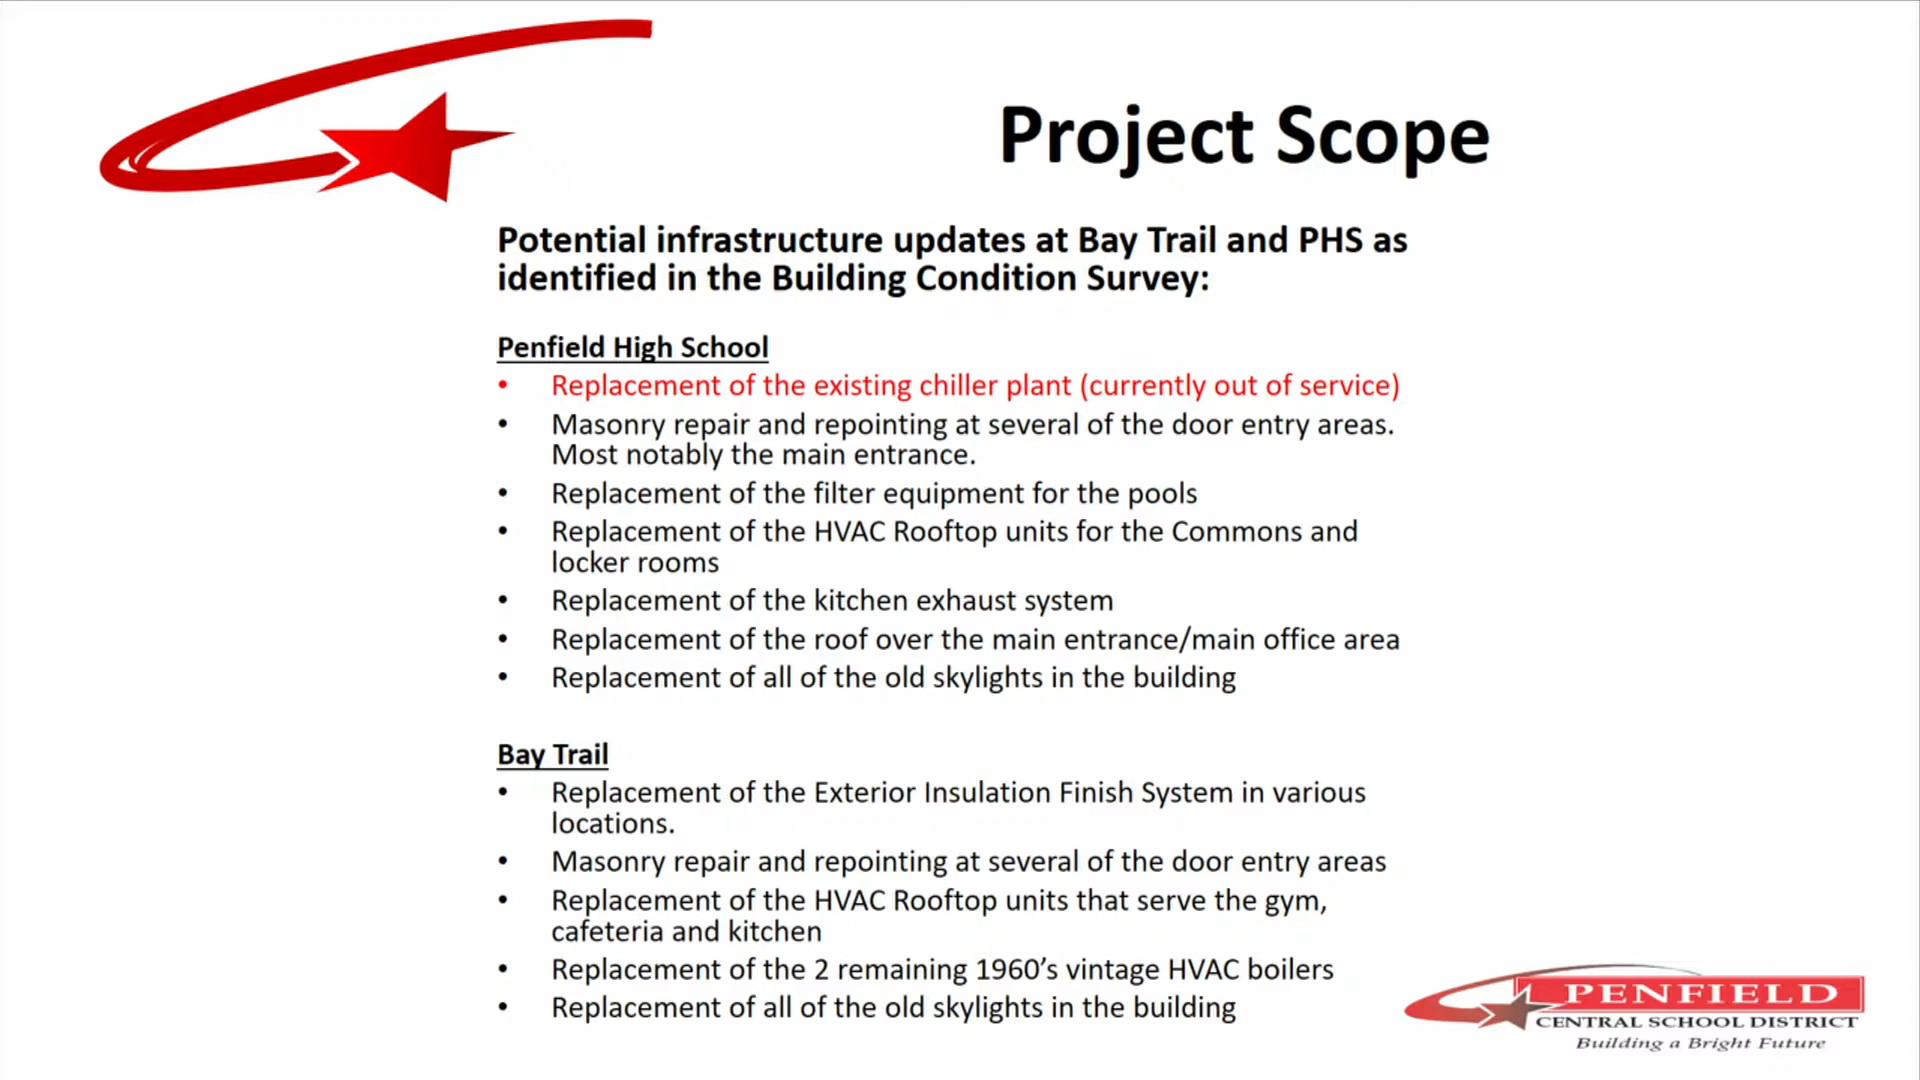 Project Scope
Potential infrastructure updates at Bay Trail and PHS as
identified in the Building Condition Survey:
Penfield High School
• Replacement of the existing chiller plant (currently out of service)
• Masonry repair and repointing at several of the door entry areas.
Most notably the main entrance.
• Replacement of the filter equipment for the pools
• Replacement of the HVAC Rooftop units for the Commons and
locker rooms
• Replacement of the kitchen exhaust system
• Replacement of the roof over the main entrance/main office area
• Replacement of all of the old skylights in the building
Bay Trail
• Replacement of the Exterior Insulation Finish System in various
locations.
• Masonry repair and repointing at several of the door entry areas
• Replacement of the HVAC Rooftop units that serve the gym,
cafeteria and kitchen
• Replacement of the 2 remaining 1960’s vintage HVAC boilers
• Replacement of all of the old skylights in the building
PENFIELD
CENTRAL SCHOOL DISTRICT
Building a Bright Future